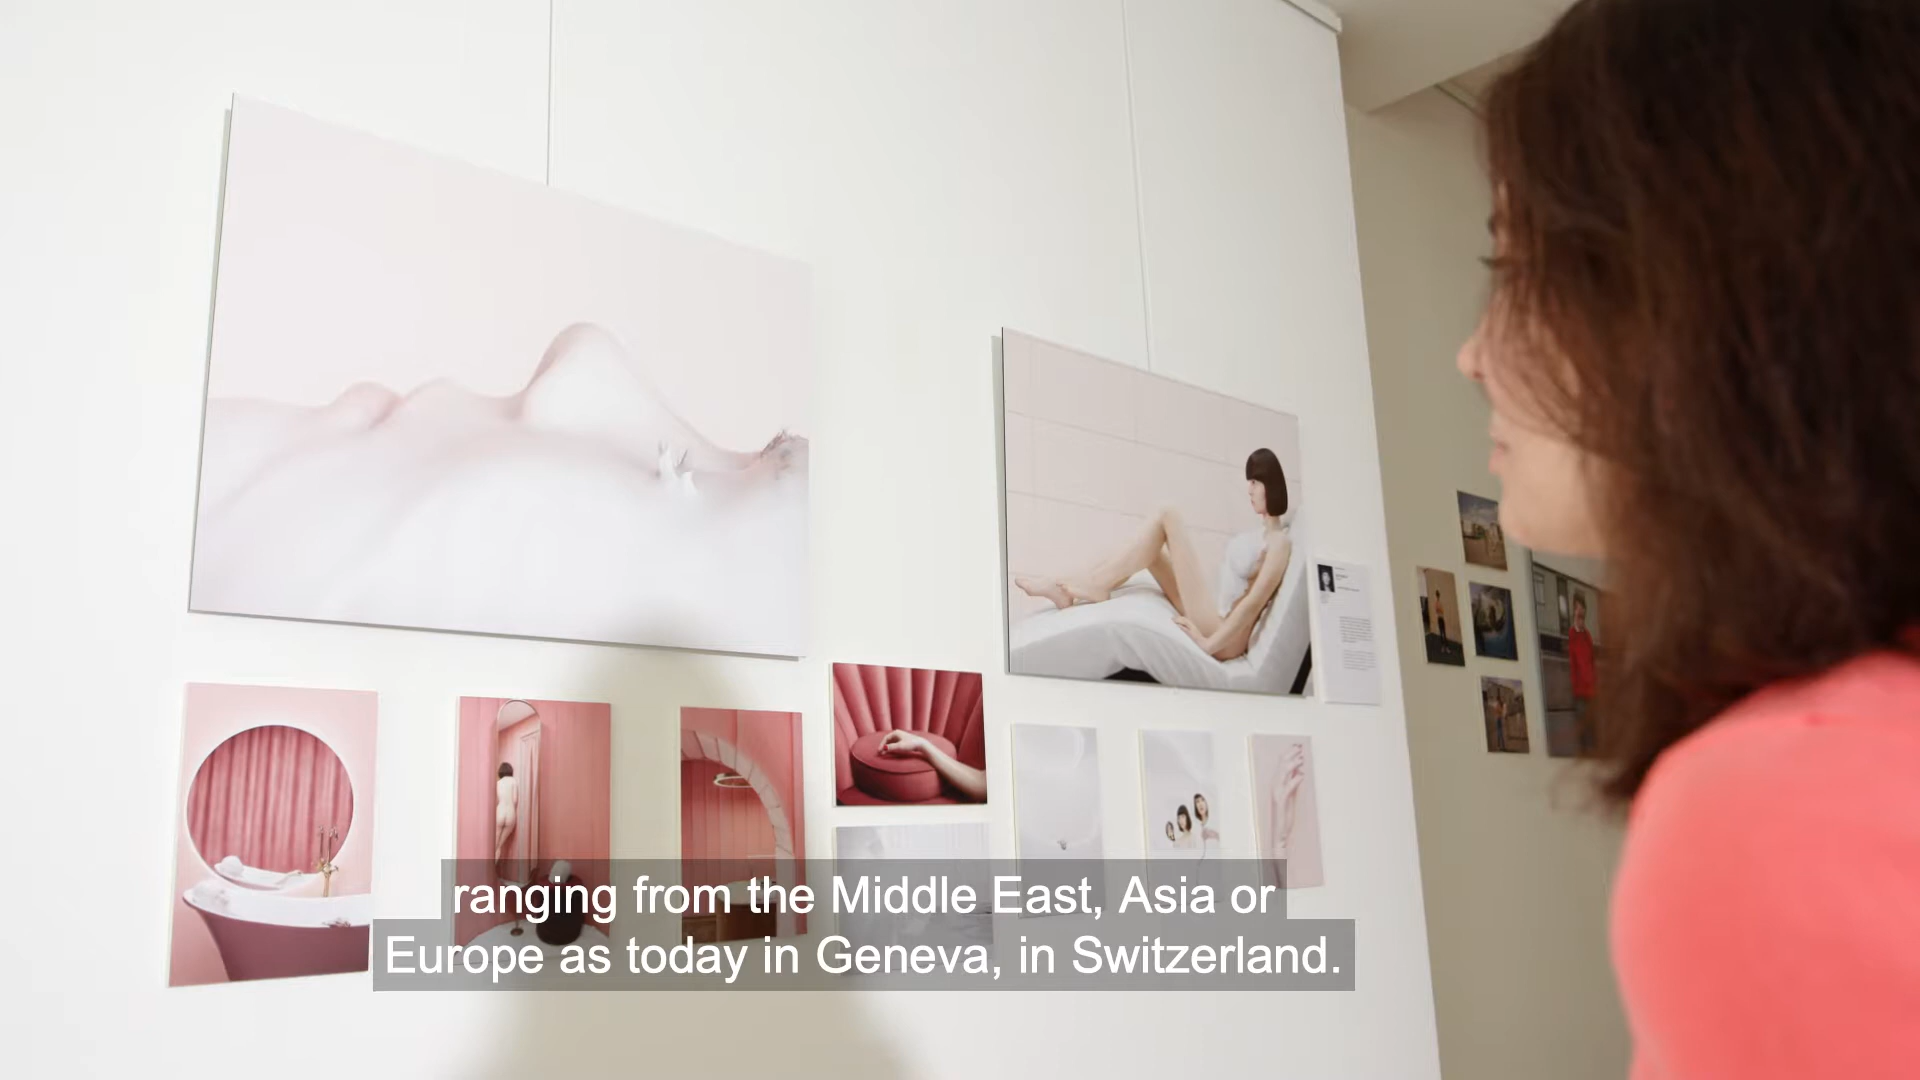 ranging from the Middle East, Asia or
Europe as today in Geneva, in Switzerland.